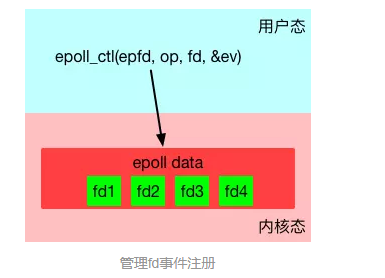 用户态
epoll_ctl(epfd, op, fd, &ev)
epoll data
fd1 fd2 fd3 fd4
内核态
管理fd事件注册